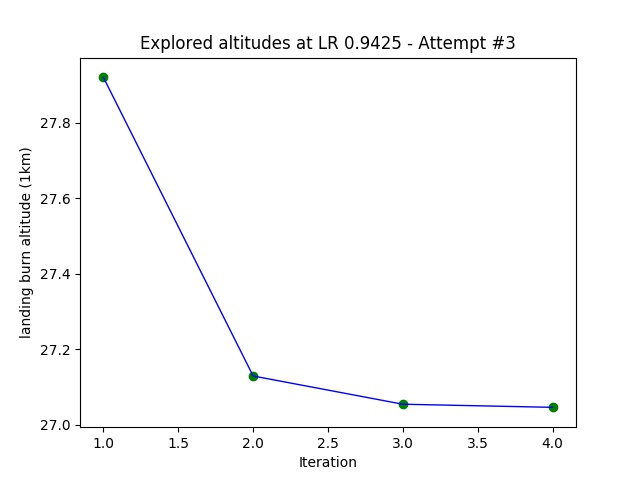 Explored altitudes at LR 0.9425 - Attempt #3
landing burn altitude (1km)
27.8
27.6
27.4
27.2
27.0
1.0 1.5 2.0 2.5 3.0 3.5 4.0
Iteration